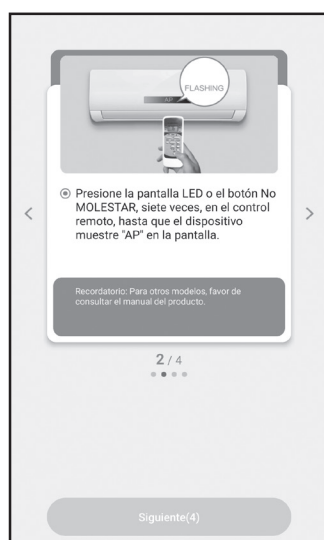 FLASHING
Presione la pantalla LED o el botón No
MOLESTAR, siete veces, en el control
remoto, hasta que el dispositivo
muestre "AP" en la pantalla.
Recordatorio: Para otros modelos, favor de
consultar el manual del producto.
2 / 4
Siguiente(4)